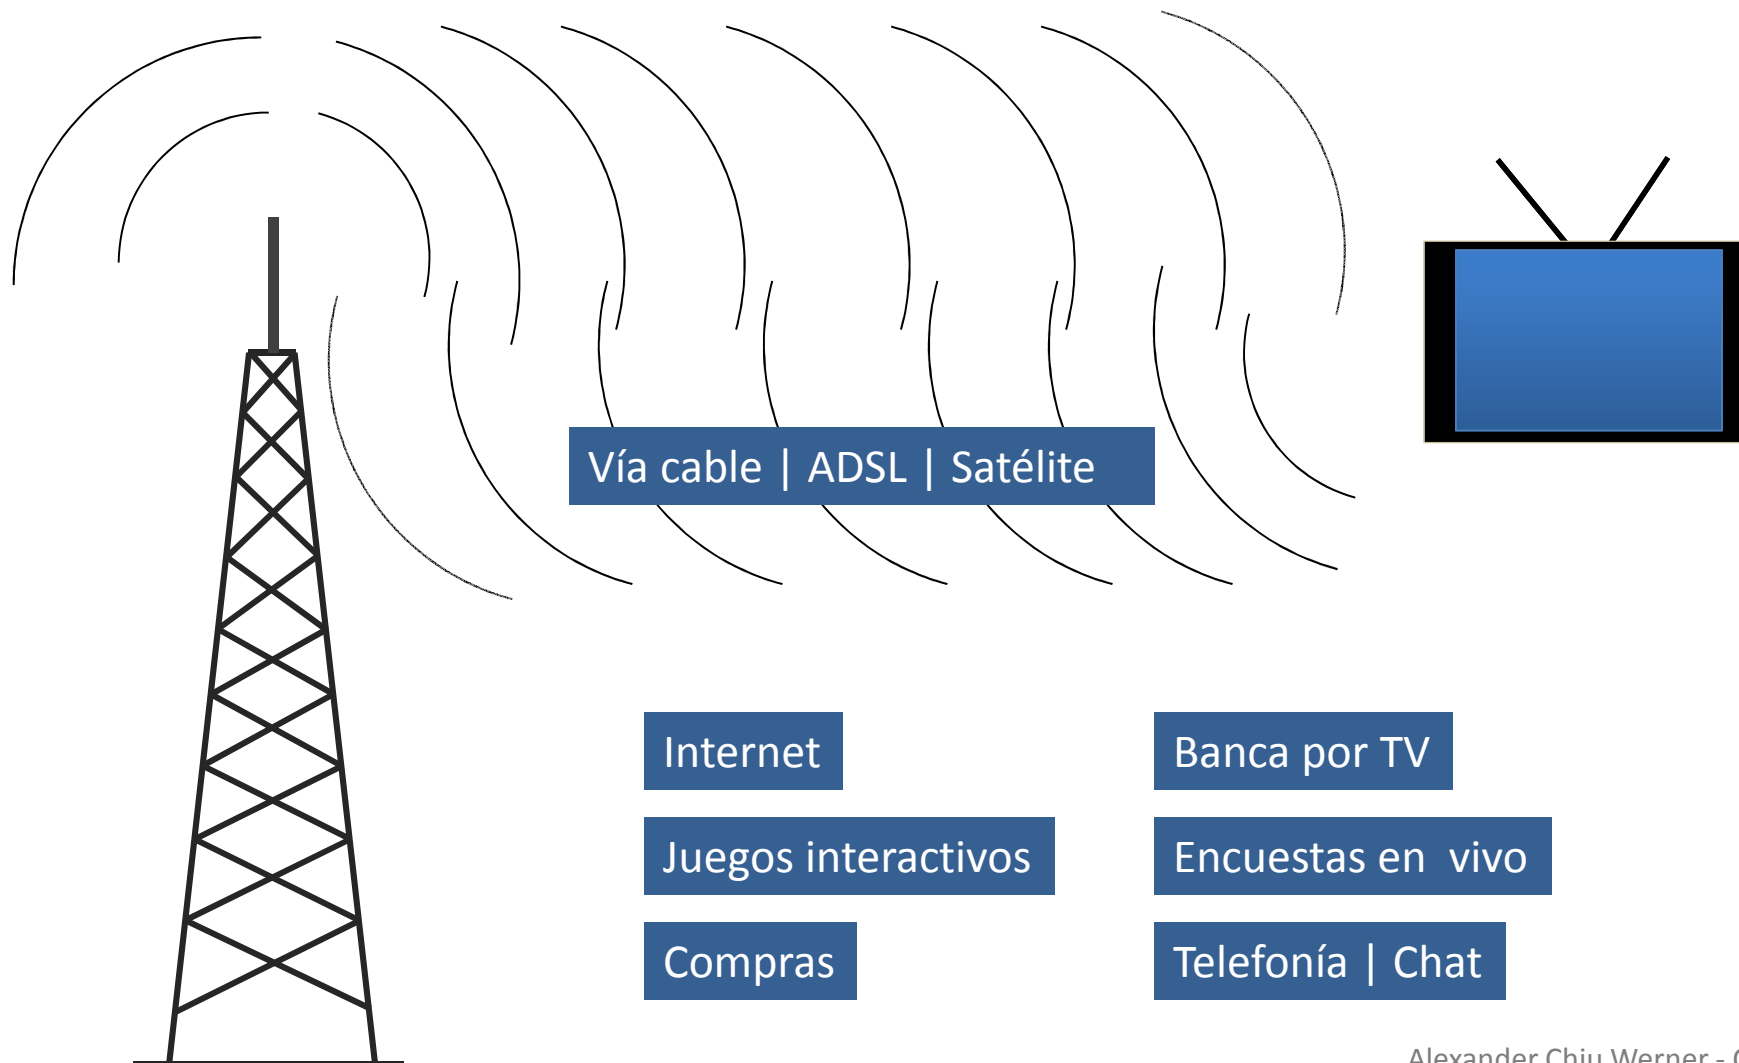 Vía cable | ADSL | Satélite
Internet
Banca por TV
Juegos interactivos
Encuestas en  vivo
Compras
Telefonía | Chat
Alexander Chiu Werner -